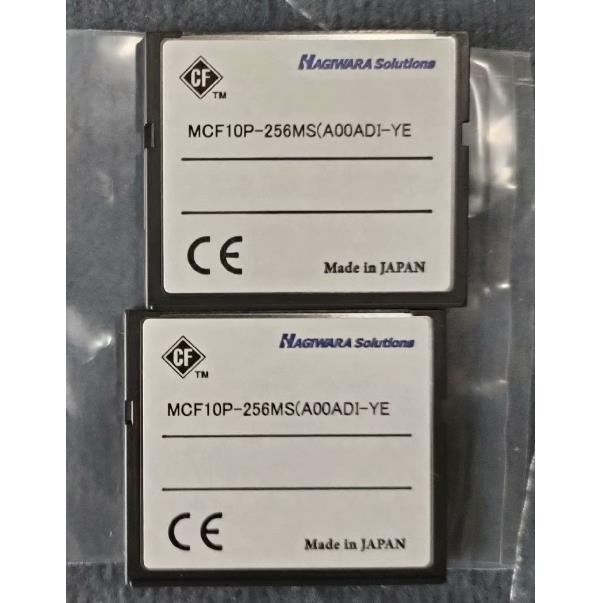 CF
TM
HAGIWARA Solutions
MCF10P-256MS(A00ADI-YE
CE
Made in JAPAN
CF
TM
HAGIWARA Solutions
MCF10P-256MS(A00ADI-YE
CE
Made in JAPAN